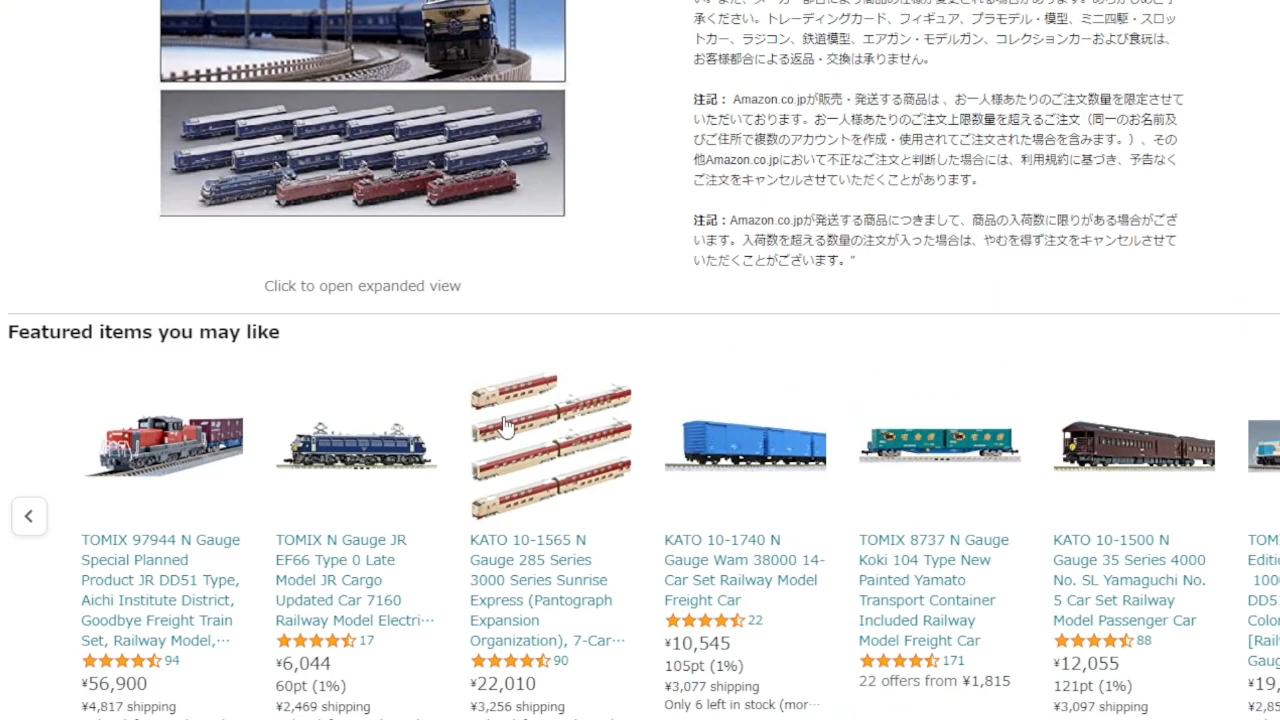 承ください。トレーディングカード、フィギュア、プラモデル・模型、ミニ四駆・スロッ
トカー、ラジコン、鉄道模型、エアガン・モデルガン、コレクションカーおよび食玩は、
お客様都合による返品・交換は承りません。
注記： Amazon.co.jpが販売・発送する商品は 、お一人様あたりのご注文数量を限定させて
いただいております。お一人様あたりのご注文上限数量を超えるご注文（同一のお名前及
びご住所で複数のアカウントを作成・使用されてご注文された場合を含みます。）、その
他Amazon.co.jpにおいて不正なご注文と判断した場合には、利用規約に基づき、予告なく
ご注文をキャンセルさせていただくことがあります。
注記：Amazon.co.jpが発送する商品につきまして、商品の入荷数に限りがある場合がござ
います。入荷数を超える数量の注文が入った場合は、やむを得ず注文をキャンセルさせて
いただくことがございます。"
Click to open expanded view
Featured items you may like
TOMIX 97944 N Gauge
Special Planned
Product JR DD51 Type,
Aichi Institute District,
Goodbye Freight Train
Set, Railway Model,…
94
¥56,900
¥4,817 shipping
TOMIX N Gauge JR
EF66 Type 0 Late
Model JR Cargo
Updated Car 7160
Railway Model Electri…
17
¥6,044
60pt (1%)
¥2,469 shipping
KATO 10-1565 N
Gauge 285 Series
3000 Series Sunrise
Express (Pantograph
Expansion
Organization), 7-Car…
90
¥22,010
¥3,256 shipping
KATO 10-1740 N
Gauge Wam 38000 14-
Car Set Railway Model
Freight Car
22
¥10,545
105pt (1%)
¥3,077 shipping
Only 6 left in stock (mor…
TOMIX 8737 N Gauge
Koki 104 Type New
Painted Yamato
Transport Container
Included Railway
Model Freight Car
171
22 offers from ¥1,815
KATO 10-1500 N
Gauge 35 Series 4000
No. SL Yamaguchi No.
5 Car Set Railway
Model Passenger Car
88
¥12,055
121pt (1%)
¥3,097 shipping
TOMI
Editio
100
DD51
Color
[Rail
Gaug
¥19,
¥2,85